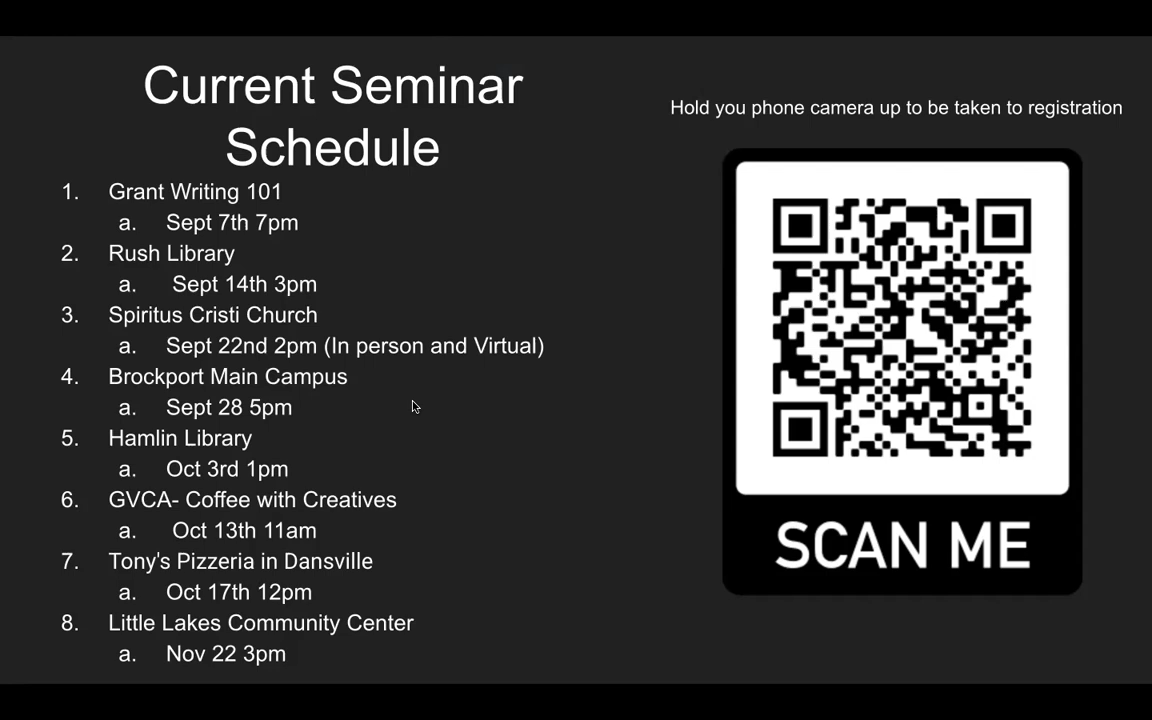 Current Seminar
Schedule
1. Grant Writing 101
a. Sept 7th 7pm
2. Rush Library
a. Sept 14th 3pm
3. Spiritus Cristi Church
a. Sept 22nd 2pm (In person and Virtual)
4. Brockport Main Campus
a. Sept 28 5pm
5. Hamlin Library
a. Oct 3rd 1pm
6. GVCA- Coffee with Creatives
a. Oct 13th 11am
7. Tony's Pizzeria in Dansville
a. Oct 17th 12pm
8. Little Lakes Community Center
a. Nov 22 3pm
Hold you phone camera up to be taken to registration
SCAN ME